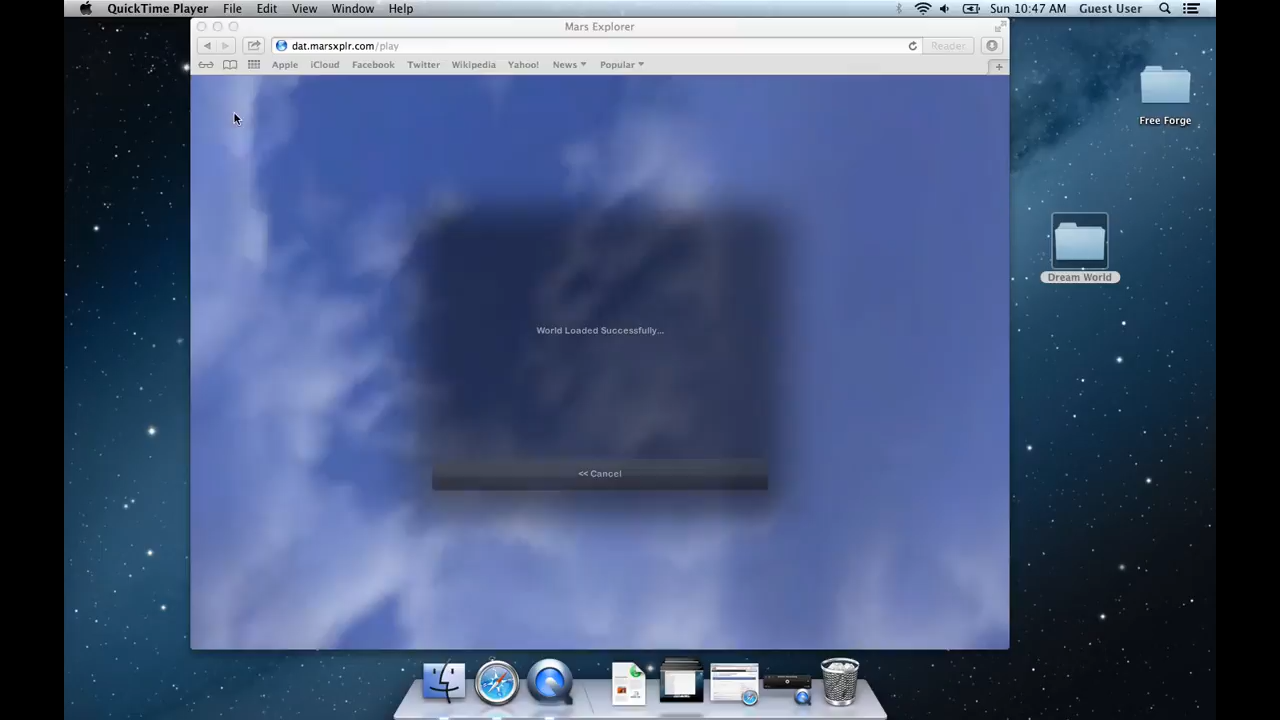 QuickTime Player File Edit View Window Help Sun 10:47 AM Guest User
Mars Explorer
dat.marsxplr.com/play Reader
Apple iCloud Facebook Twitter Wikipedia Yahoo! News Popular
Free Forge
Dream World
World Loaded Successfully...
<< Cancel